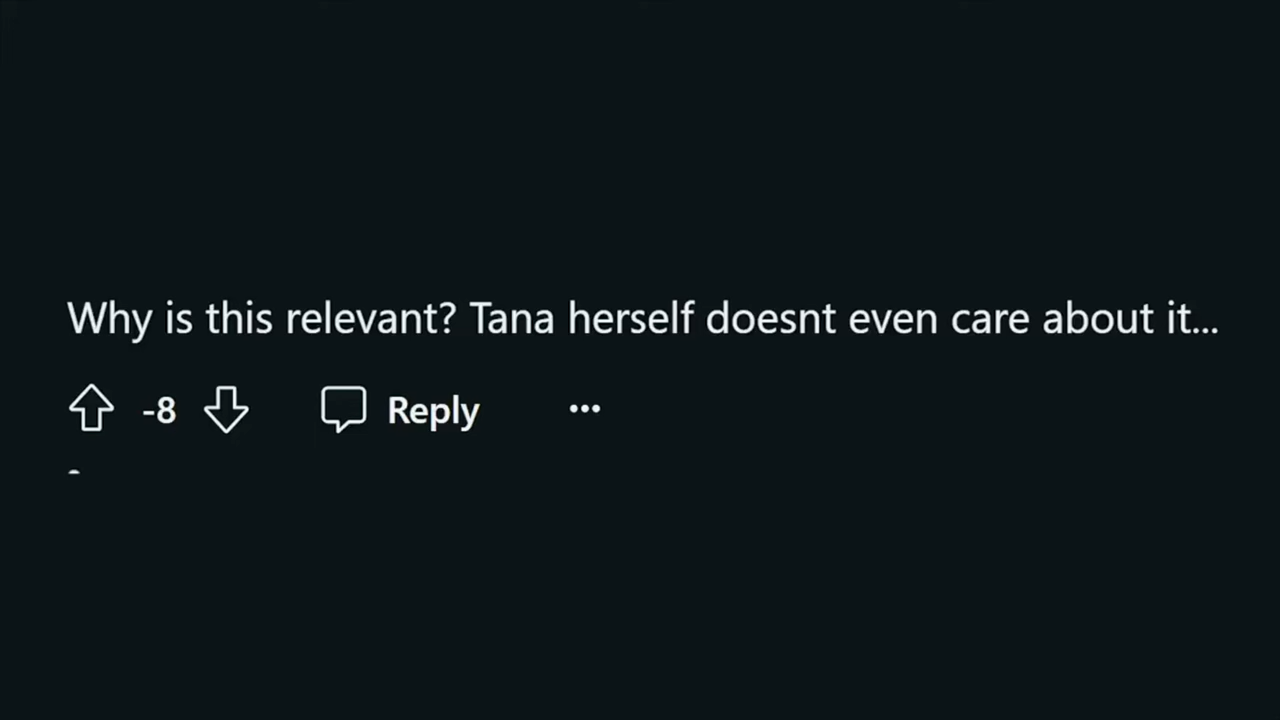 Why is this relevant? Tana herself doesnt even care about it...
-8 Reply